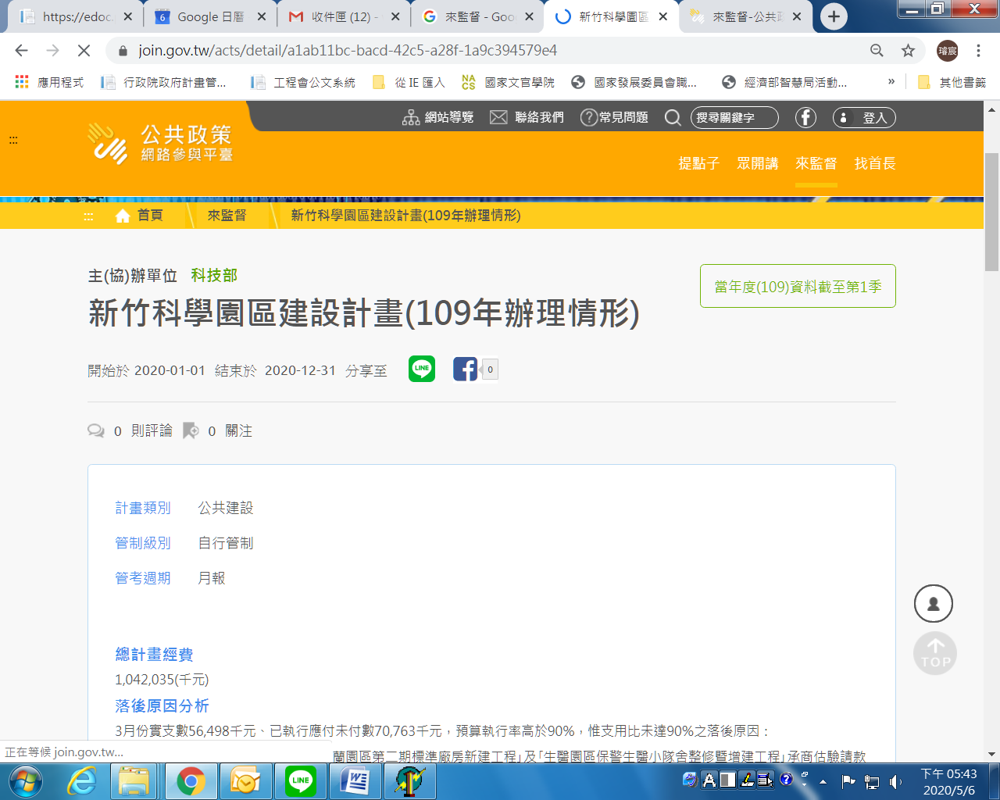 https://edoc.
6
Google 日曆
收件匣 (12) -
來監督 - Goo
新竹科學園區
來監督-公共政
join.gov.tw/acts/detail/a1ab11bc-bacd-42c5-a28f-1a9c394579e4
璿宸
應用程式
行政院政府計畫管...
工程會公文系統
從 IE 匯入
NACS
國家文官學院
國家發展委員會職...
經濟部智慧局活動...
»
其他書籤
:::
公共政策
網路參與平臺
網站導覽
聯絡我們
常見問題
搜尋關鍵字
登入
提點子
眾開講
來監督
找首長
:::
首頁
來監督
新竹科學園區建設計畫(109年辦理情形)
主(協)辦單位 科技部
當年度(109)資料截至第1季
新竹科學園區建設計畫(109年辦理情形)
開始於 2020-01-01 結束於 2020-12-31 分享至
LINE
0
0 則評論 0 關注
計畫類別 公共建設
管制級別 自行管制
管考週期 月報
總計畫經費
1,042,035(千元)
落後原因分析
3月份實支數56,498千元、已執行應付未付數70,763千元，預算執行率高於90%，惟支用比未達90%之落後原因：
蘭園區第二期標準廠房新建工程｣及｢生醫園區保警生醫小隊舍整修暨增建工程｣承商估驗請款
TOP
正在等候 join.gov.tw...
LINE
下午 05:43
2020/5/6